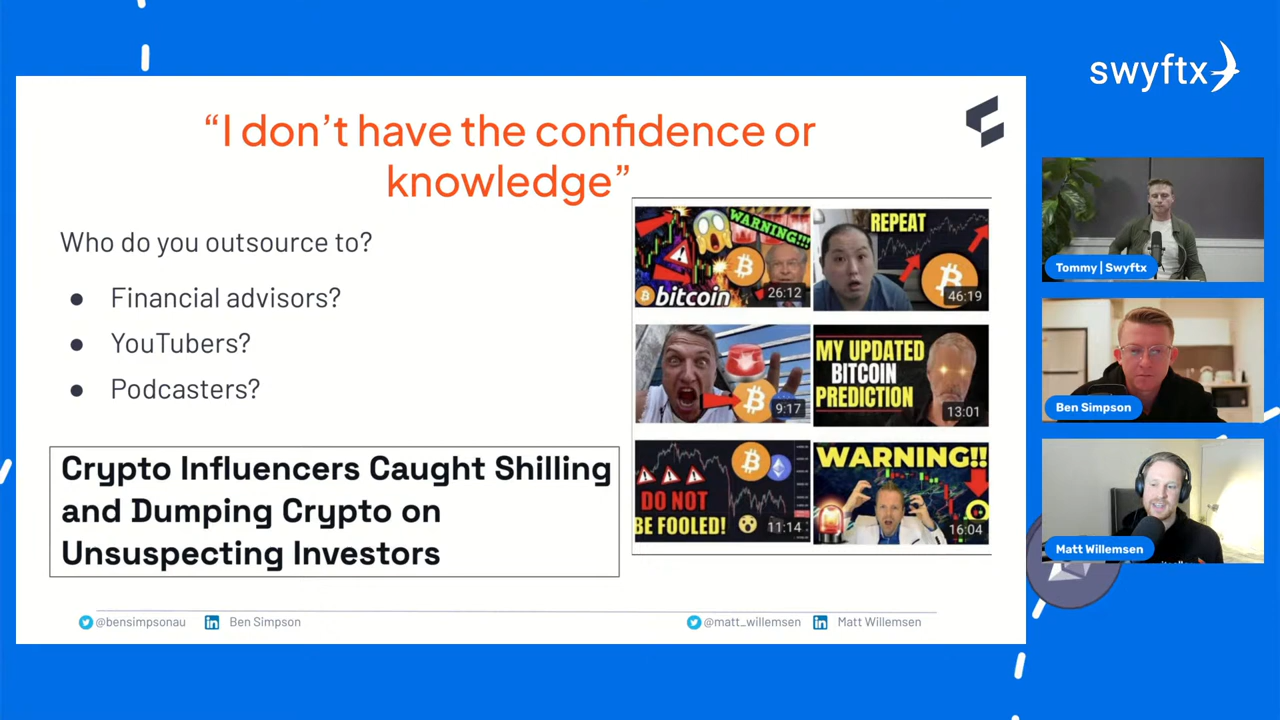 swyftx
“I don’t have the confidence or
knowledge”
Who do you outsource to?
● Financial advisors?
● YouTubers?
● Podcasters?
Crypto Influencers Caught Shilling
and Dumping Crypto on
Unsuspecting Investors
WARNING!!!
bitcoin
26:12
REPEAT
46:19
9:17
MY UPDATED
BITCOIN
PREDICTION
13:01
DO NOT
BE FOOLED!
11:14
WARNING!!
16:04
@bensimpsonau
Ben Simpson
@matt_willemsen
Matt Willemsen
Tommy | Swyftx
Ben Simpson
Matt Willemsen